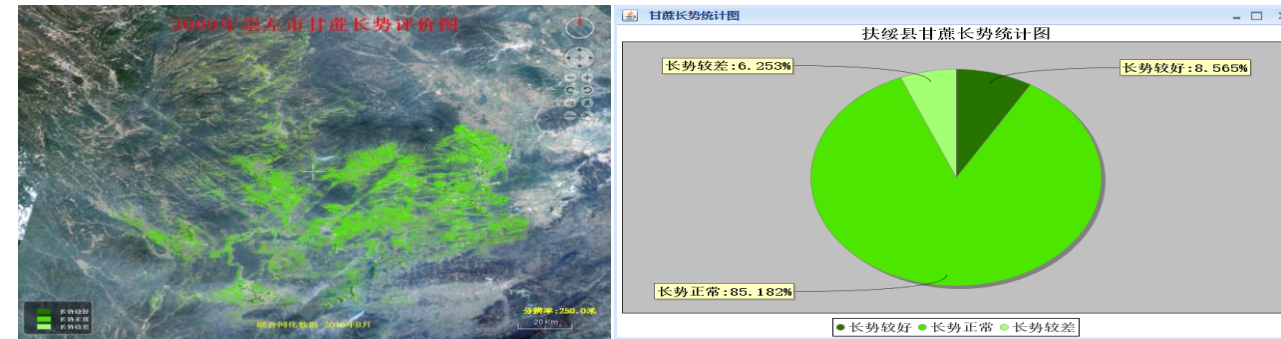 2009年崇左市甘蔗长势评价图
长势较好
长势正常
长势较差
分辨率:250.0米
20 Km
甘蔗长势统计图
扶绥县甘蔗长势统计图
长势较差:6.253%
长势较好:8.565%
长势正常:85.182%
长势较好 长势正常 长势较差